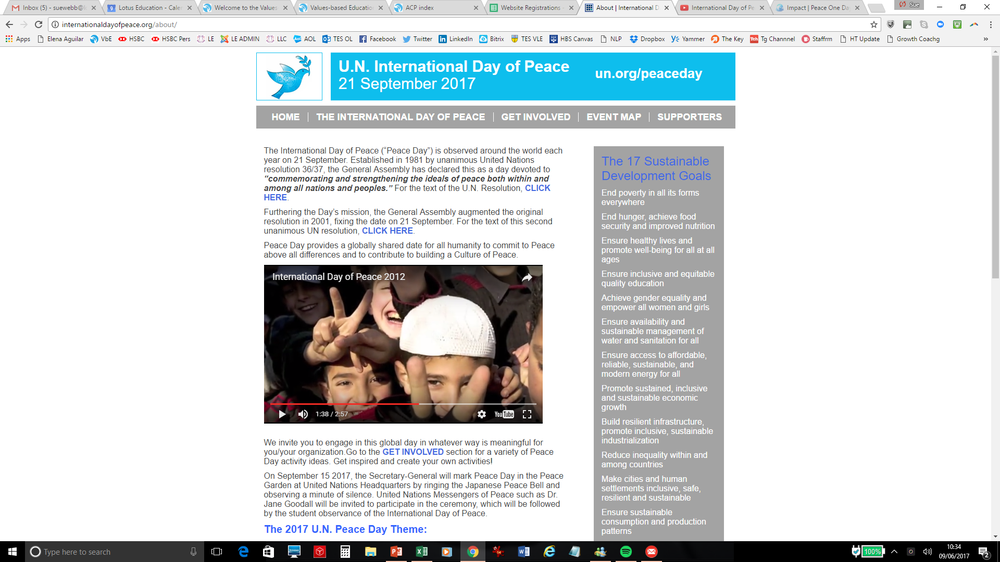 Inbox (5) - suewebb@l
Lotus Education - Cale
Welcome to the Values
Values-based Educatio
ACP index
Website Registrations -
About | International D
International Day of Pe
Impact | Peace One Da
Sue
internationaldayofpeace.org/about/
Apps
Elena Aguilar
VbE
HSBC
HSBC Pers
LE
LE ADMIN
LLC
AOL
TES OL
Facebook
Twitter
LinkedIn
Bitrix
TES VLE
HBS Canvas
NLP
Dropbox
Yammer
The Key
Tg Channnel
Staffrm
HT Update
Growth Coachg
»
U.N. International Day of Peace
21 September 2017
un.org/peaceday
HOME
THE INTERNATIONAL DAY OF PEACE
GET INVOLVED
EVENT MAP
SUPPORTERS
The International Day of Peace (“Peace Day”) is observed around the world each
year on 21 September. Established in 1981 by unanimous United Nations
resolution 36/37, the General Assembly has declared this as a day devoted to
“commemorating and strengthening the ideals of peace both within and
among all nations and peoples.” For the text of the U.N. Resolution, CLICK
HERE.
Furthering the Day’s mission, the General Assembly augmented the original
resolution in 2001, fixing the date on 21 September. For the text of this second
unanimous UN resolution, CLICK HERE.
Peace Day provides a globally shared date for all humanity to commit to Peace
above all differences and to contribute to building a Culture of Peace.
International Day of Peace 2012
1:38 / 2:57
YouTube
We invite you to engage in this global day in whatever way is meaningful for
you/your organization.Go to the GET INVOLVED section for a variety of Peace
Day activity ideas. Get inspired and create your own activities!
On September 15 2017, the Secretary-General will mark Peace Day in the Peace
Garden at United Nations Headquarters by ringing the Japanese Peace Bell and
observing a minute of silence. United Nations Messengers of Peace such as Dr.
Jane Goodall will be invited to participate in the ceremony, which will be followed
by the student observance of the International Day of Peace.
The 2017 U.N. Peace Day Theme:
The 17 Sustainable
Development Goals
End poverty in all its forms
everywhere
End hunger, achieve food
security and improved nutrition
Ensure healthy lives and
promote well-being for all at all
ages
Ensure inclusive and equitable
quality education
Achieve gender equality and
empower all women and girls
Ensure availability and
sustainable management of
water and sanitation for all
Ensure access to affordable,
reliable, sustainable, and
modern energy for all
Promote sustained, inclusive
and sustainable economic
growth
Build resilient infrastructure,
promote inclusive, sustainable
industrialization
Reduce inequality within and
among countries
Make cities and human
settlements inclusive, safe,
resilient and sustainable
Ensure sustainable
consumption and production
patterns
Type here to search
100%
10:34
09/06/2017
2